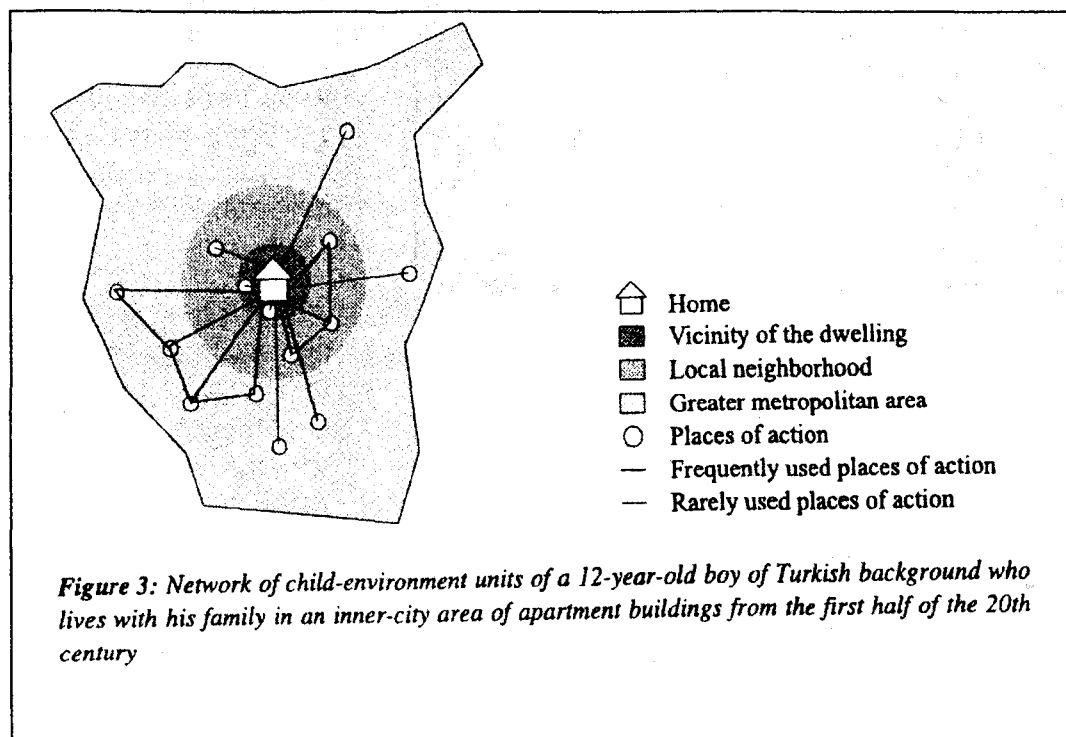 Home
Vicinity of the dwelling
Local neighborhood
Greater metropolitan area
Places of action
Frequently used places of action
Rarely used places of action
Figure 3: Network of child-environment units of a 12-year-old boy of Turkish background who
lives with his family in an inner-city area of apartment buildings from the first half of the 20th
century